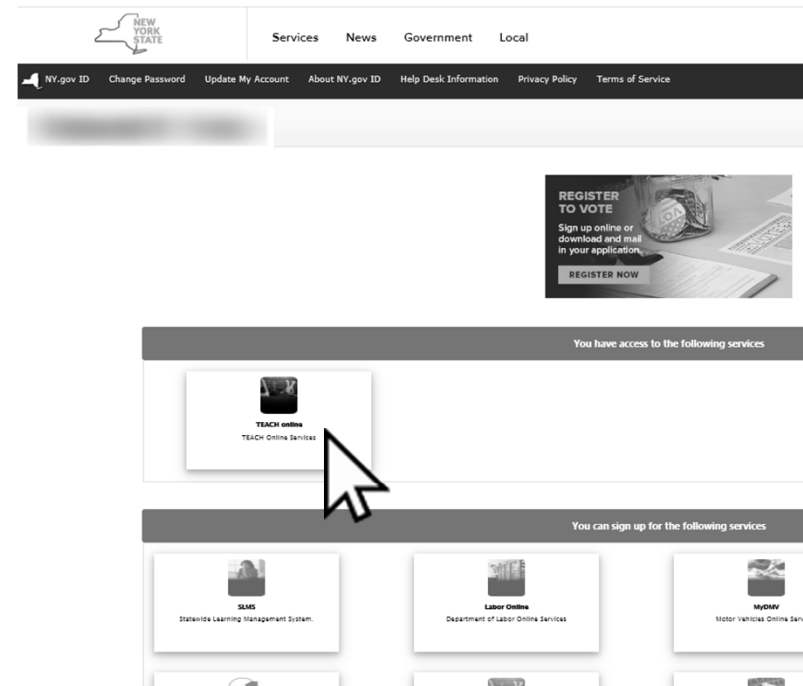 NEW
YORK
STATE
Services News Government Local
NY.gov ID Change Password Update My Account About NY.gov ID Help Desk Information Privacy Policy Terms of Service
REGISTER
TO VOTE
Sign up online or
download and mail
in your application.
REGISTER NOW
You have access to the following services
TEACH online
TEACH Online Services
You can sign up for the following services
SLMS
Statewide Learning Management System.
Labor Online
Department of Labor Online Services
MyDMV
Motor Vehicles Online